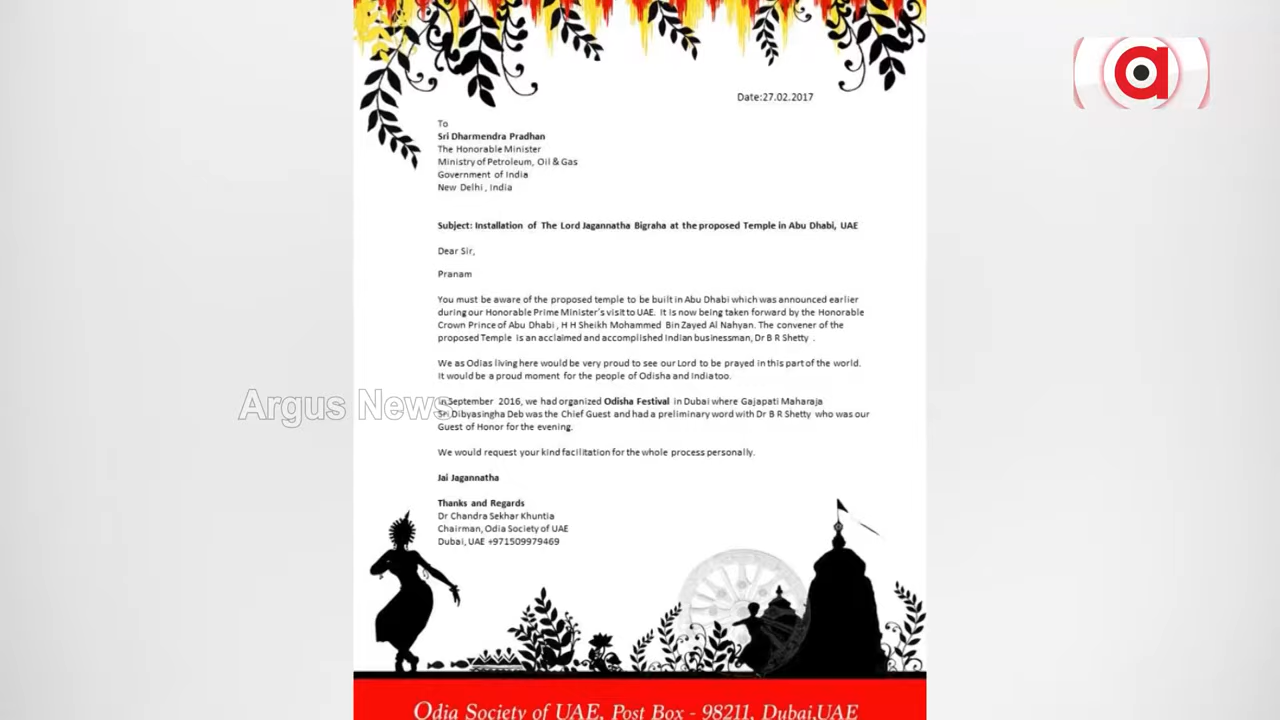 a
Date:27.02.2017
To
Sri Dharmendra Pradhan
The Honorable Minister
Ministry of Petroleum, Oil & Gas
Government of India
New Delhi , India
Subject: Installation of The Lord Jagannatha Bigraha at the proposed Temple in Abu Dhabi, UAE
Dear Sir,
Pranam
You must be aware of the proposed temple to be built in Abu Dhabi which was announced earlier
during our Honorable Prime Minister's visit to UAE. It is now being taken forward by the Honorable
Crown Prince of Abu Dhabi , H H Sheikh Mohammed Bin Zayed Al Nahyan. The convener of the
proposed Temple is an acclaimed and accomplished Indian businessman, Dr B R Shetty .
We as Odias living here would be very proud to see our Lord to be prayed in this part of the world.
It would be a proud moment for the people of Odisha and India too.
Argus News
In September 2016, we had organized Odisha Festival in Dubai where Gajapati Maharaja
Sri Dibyasingha Deb was the Chief Guest and had a preliminary word with Dr B R Shetty who was our
Guest of Honor for the evening.
We would request your kind facilitation for the whole process personally.
Jai Jagannatha
Thanks and Regards
Dr Chandra Sekhar Khuntia
Chairman, Odia Society of UAE
Dubai, UAE +971509979469
Odia Society of UAE, Post Box - 98211, Dubai,UAE